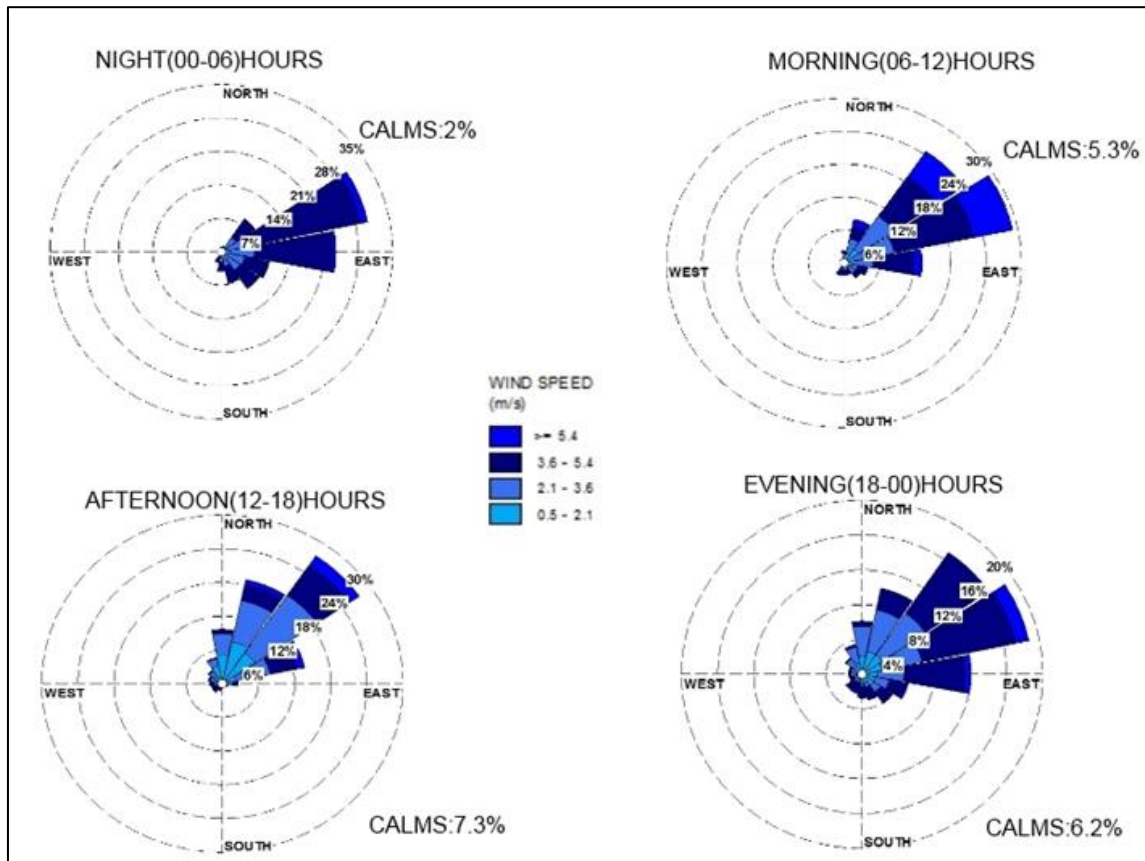 NIGHT(00-06)HOURS
NORTH
CALMS:2%
35%
28%
21%
14%
7%
WEST
EAST
SOUTH
MORNING(06-12)HOURS
NORTH
CALMS:5.3%
30%
24%
18%
12%
6%
WEST
EAST
SOUTH
WIND SPEED
(m/s)
>= 5.4
3.6 - 5.4
2.1 - 3.6
0.5 - 2.1
AFTERNOON(12-18)HOURS
NORTH
30%
24%
18%
12%
6%
WEST
EAST
SOUTH
CALMS:7.3%
EVENING(18-00)HOURS
NORTH
20%
16%
12%
8%
4%
WEST
EAST
SOUTH
CALMS:6.2%